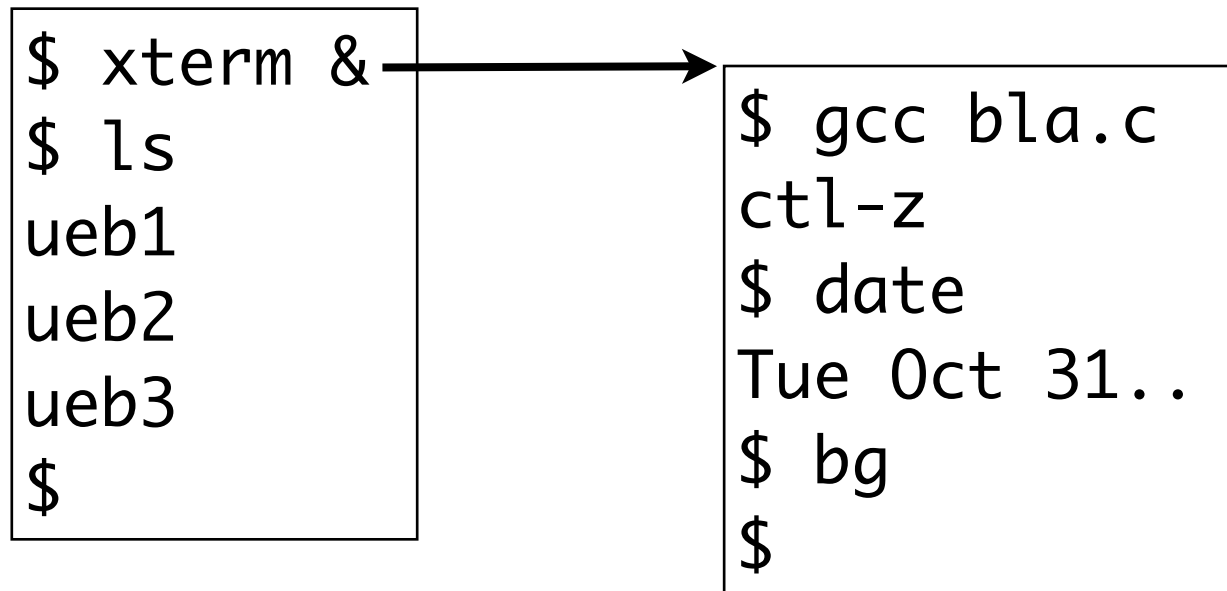 $ xterm &
$ ls
ueb1
ueb2
ueb3
$
$ gcc bla.c
ctl-z
$ date
Tue Oct 31..
$ bg
$